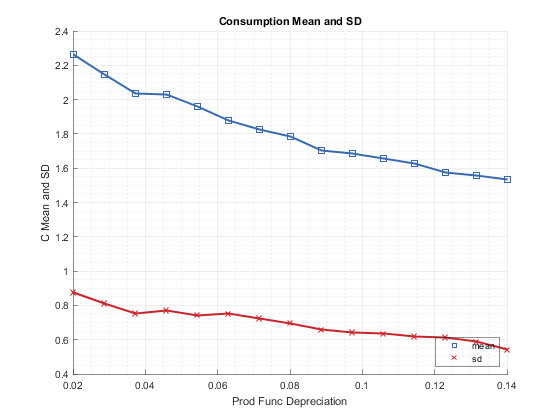 Consumption Mean and SD
2.4
2.2
2
1.8
1.6
1.4
1.2
1
0.8
0.6
0.4
C Mean and SD
0.02 0.04 0.06 0.08 0.1 0.12 0.14
Prod Func Depreciation
mean
sd